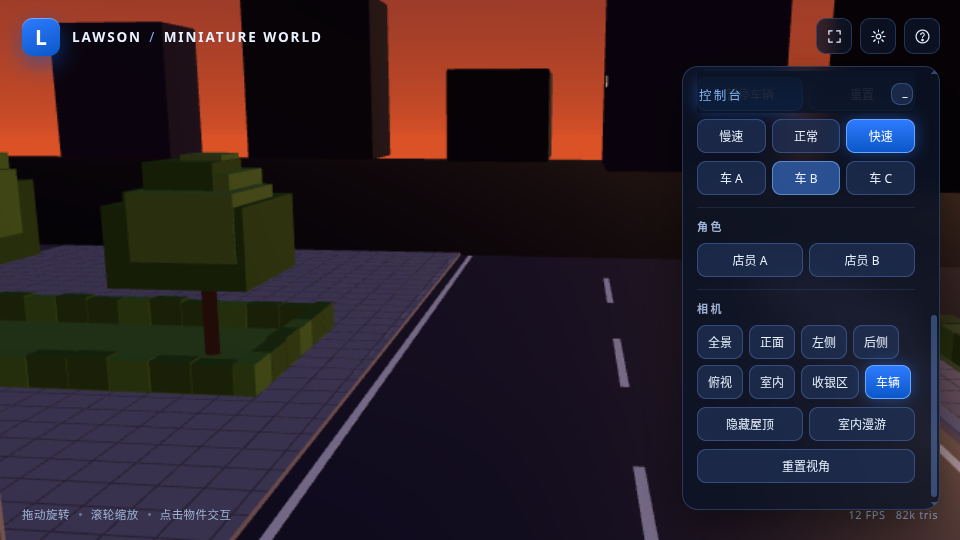 L LAWSON / MINIATURE WORLD
控制台
重置
慢速 正常 快速
车 A 车 B 车 C
角色
店员 A 店员 B
相机
全景 正面 左侧 后侧
俯视 室内 收银区 车辆
隐藏屋顶 室内漫游
重置视角
拖动旋转 • 滚轮缩放 • 点击物件交互
12 FPS 82k tris